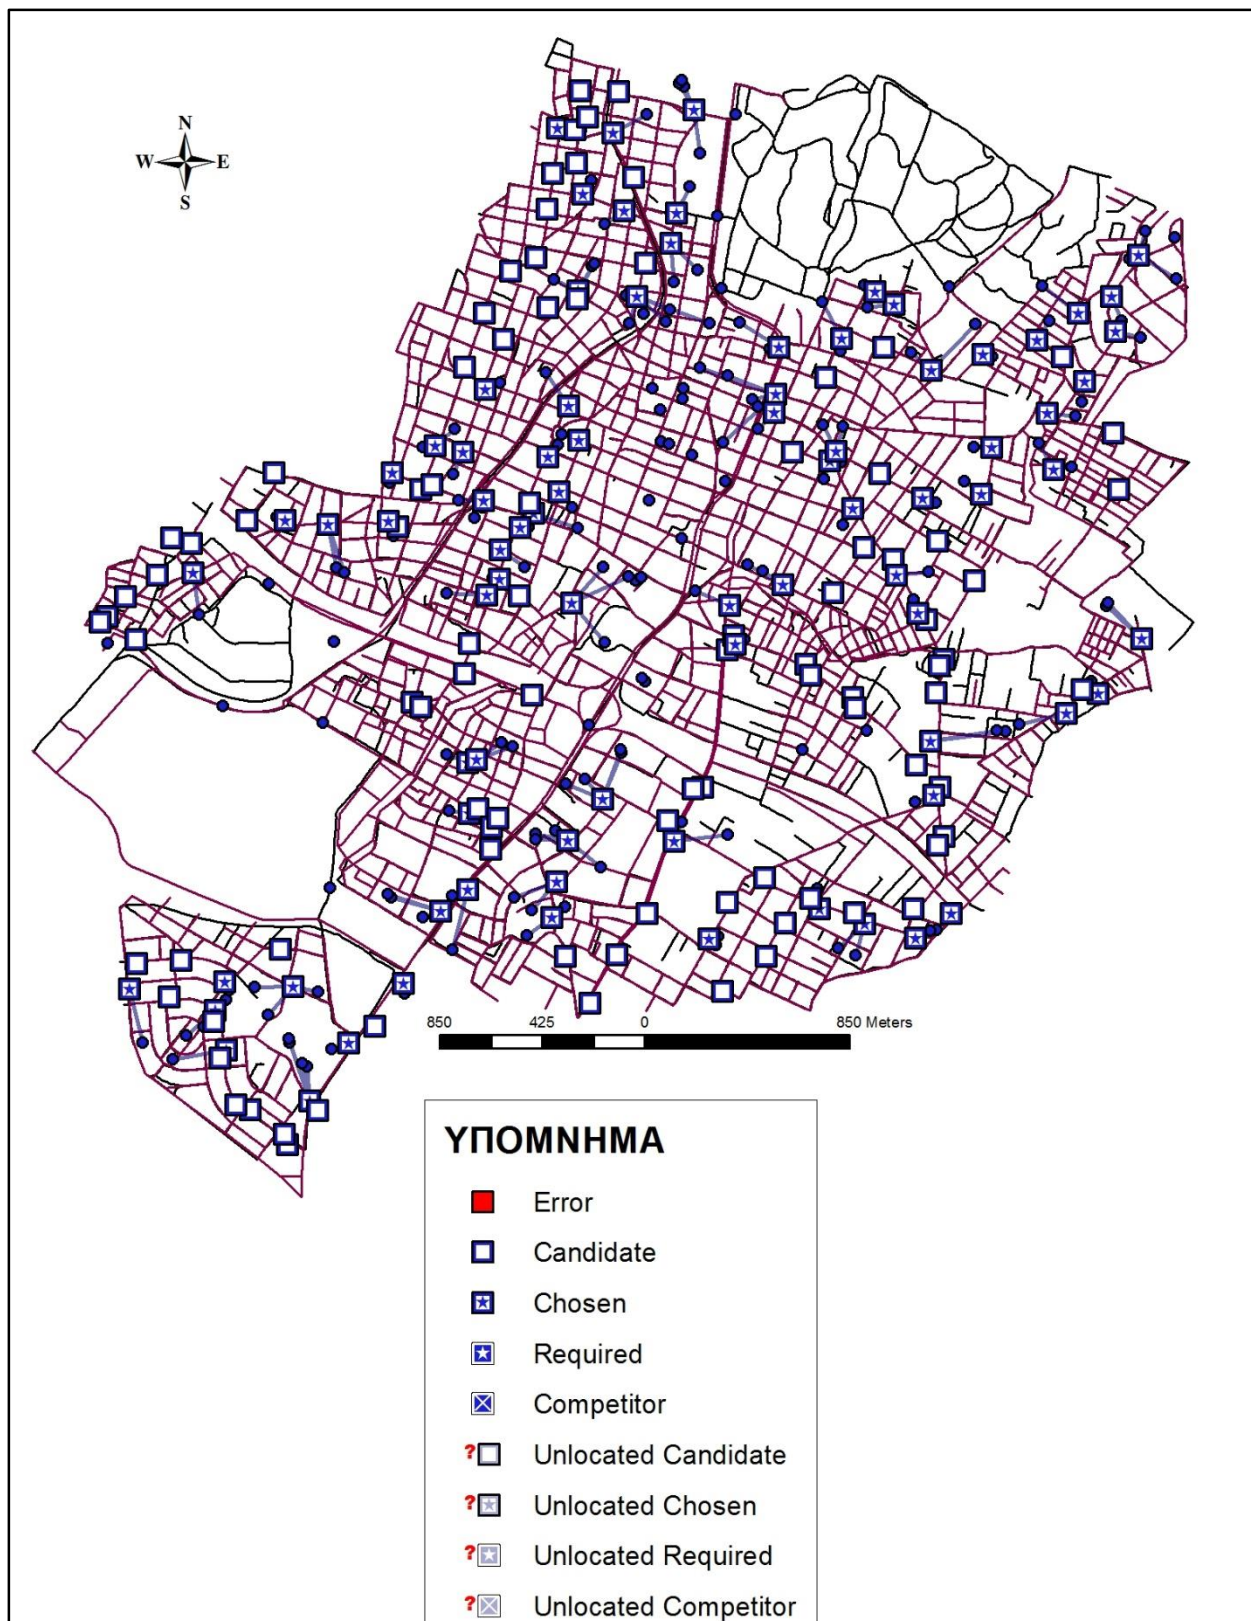 N
W E
S
850 425 0 850 Meters
ΥΠΟΜΝΗΜΑ
Error
Candidate
Chosen
Required
Competitor
? Unlocated Candidate
? Unlocated Chosen
? Unlocated Required
? Unlocated Competitor